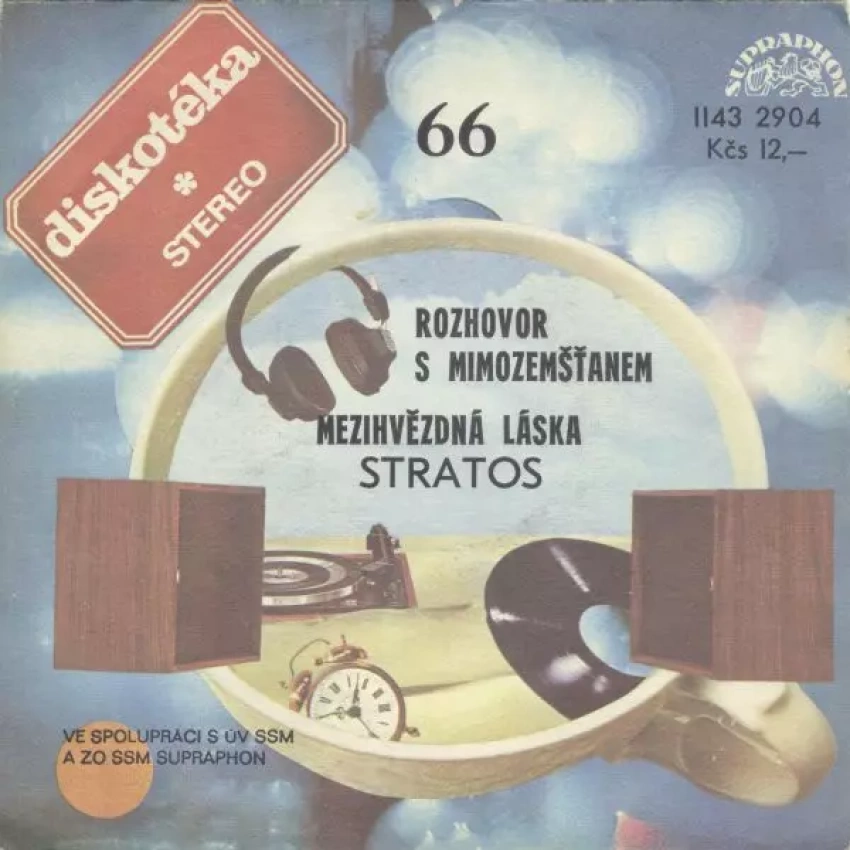 diskotéka
*
STEREO
66
SUPRAPHON
1143 2904
Kčs 12,—
ROZHOVOR
S MIMOZEMŠŤANEM
MEZIHVĚZDNÁ LÁSKA
STRATOS
VE SPOLUPRÁCI S ÚV SSM
A ZO SSM SUPRAPHON